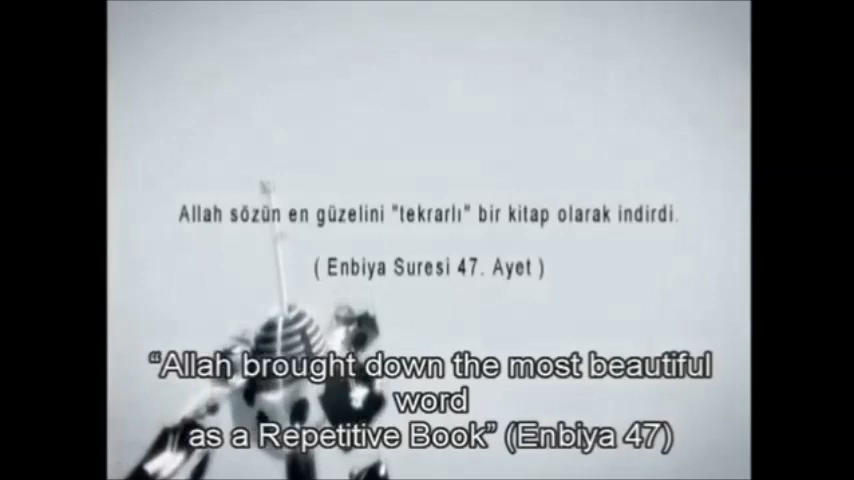 Allah sözün en güzelini "tekrarlı" bir kitap olarak indirdi.
( Enbiya Suresi 47. Ayet )
“Allah brought down the most beautiful
word
as a Repetitive Book” (Enbiya 47)